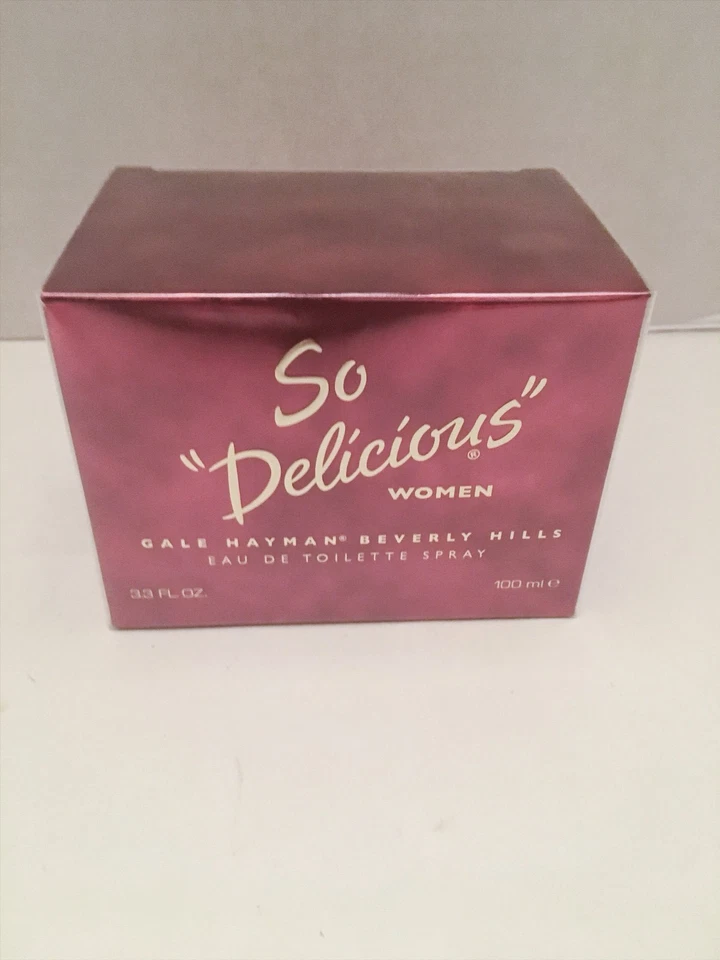 So
"Delicious"®
WOMEN
GALE HAYMAN® BEVERLY HILLS
EAU DE TOILETTE SPRAY
3.3 FL. OZ.
100 ml ℮